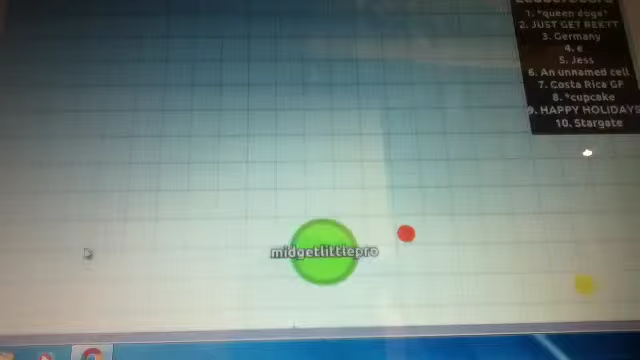 Leaderboard
1. *queen doge*
2. JUST GET REKT
3. Germany
4. e
5. Jess
6. An unnamed cell
7. Costa Rica GF
8. *cupcake
9. HAPPY HOLIDAYS
10. Stargate
midgetlittlepro